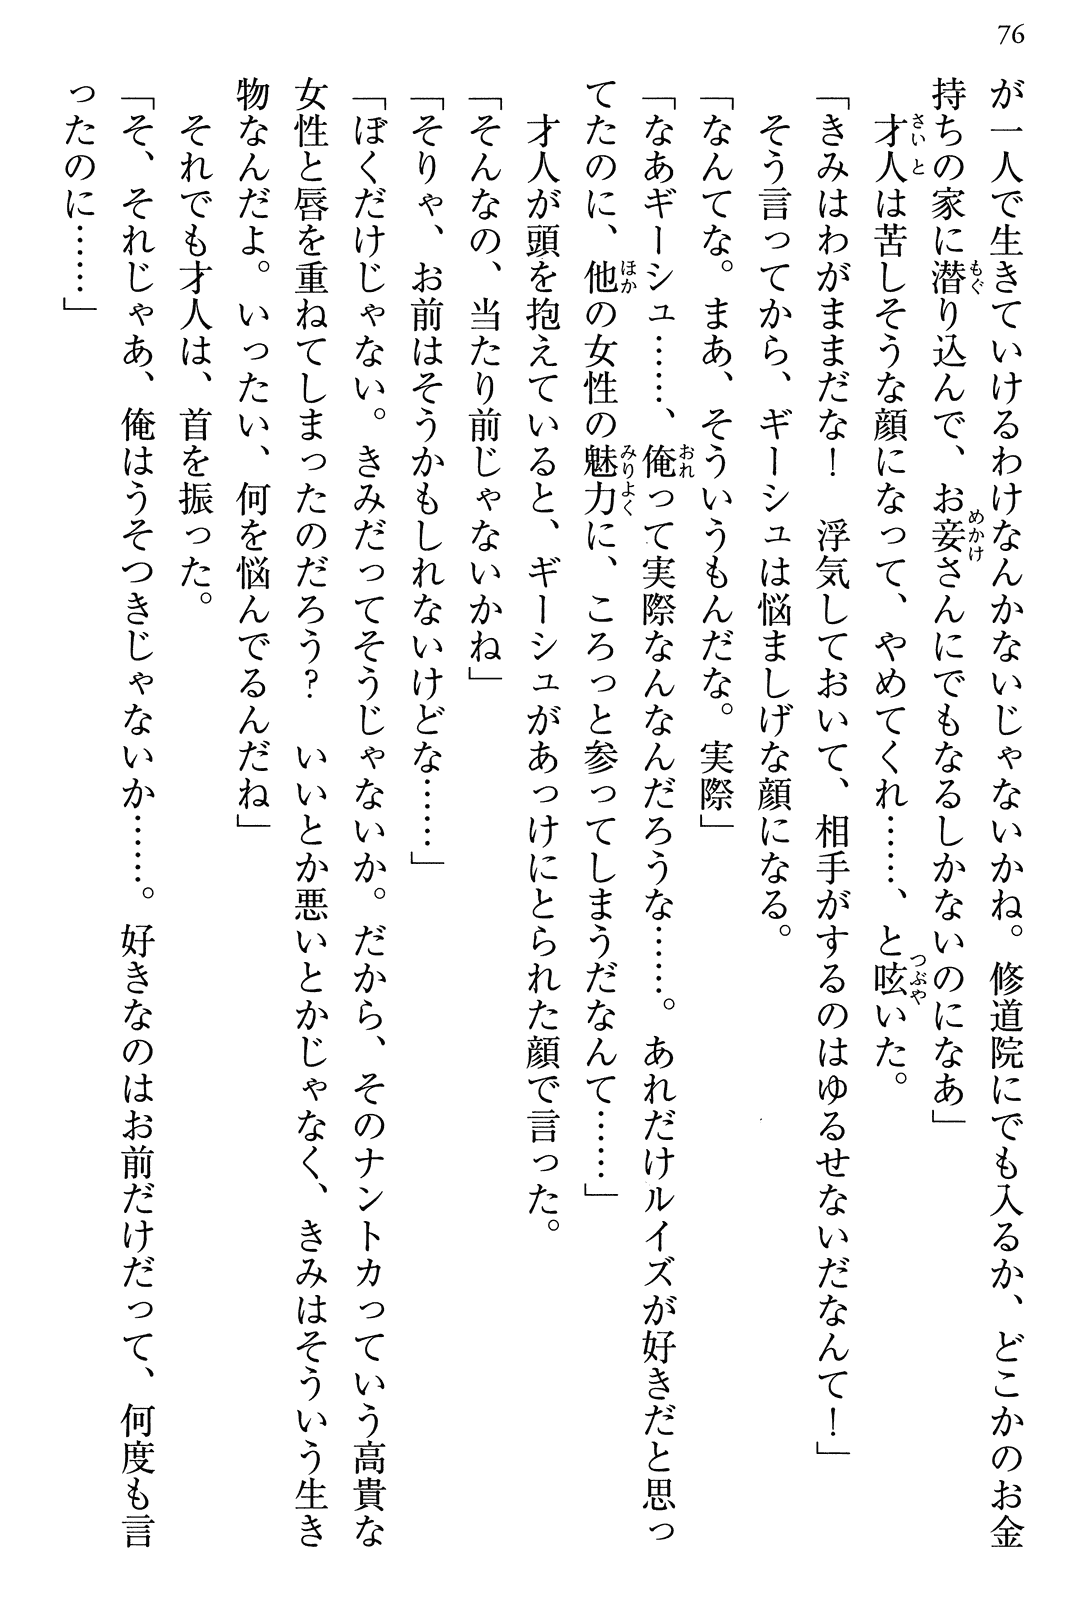 76
が一人で生きていけるわけなんかないじゃないかね。修道院にでも入るか、どこかのお金
持ちの家に潜り込んで、お妾さんにでもなるしかないのになあ」
才人は苦しそうな顔になって、やめてくれ……、と呟いた。
「きみはわがままだな！　浮気しておいて、相手がするのはゆるせないだなんて！」
そう言ってから、ギーシュは悩ましげな顔になる。
「なんてな。まあ、そういうもんだな。実際」
「なあギーシュ……、俺って実際なんなんだろうな……。あれだけルイズが好きだと思っ
てたのに、他の女性の魅力に、ころっと参ってしまうだなんて……」
才人が頭を抱えていると、ギーシュがあっけにとられた顔で言った。
「そんなの、当たり前じゃないかね」
「そりゃ、お前はそうかもしれないけどな……」
「ぼくだけじゃない。きみだってそうじゃないか。だから、そのナントカっていう高貴な
女性と唇を重ねてしまったのだろう？　いいとか悪いとかじゃなく、きみはそういう生き
物なんだよ。いったい、何を悩んでるんだね」
それでも才人は、首を振った。
「そ、それじゃあ、俺はうそつきじゃないか……。好きなのはお前だけだって、何度も言
ったのに……」